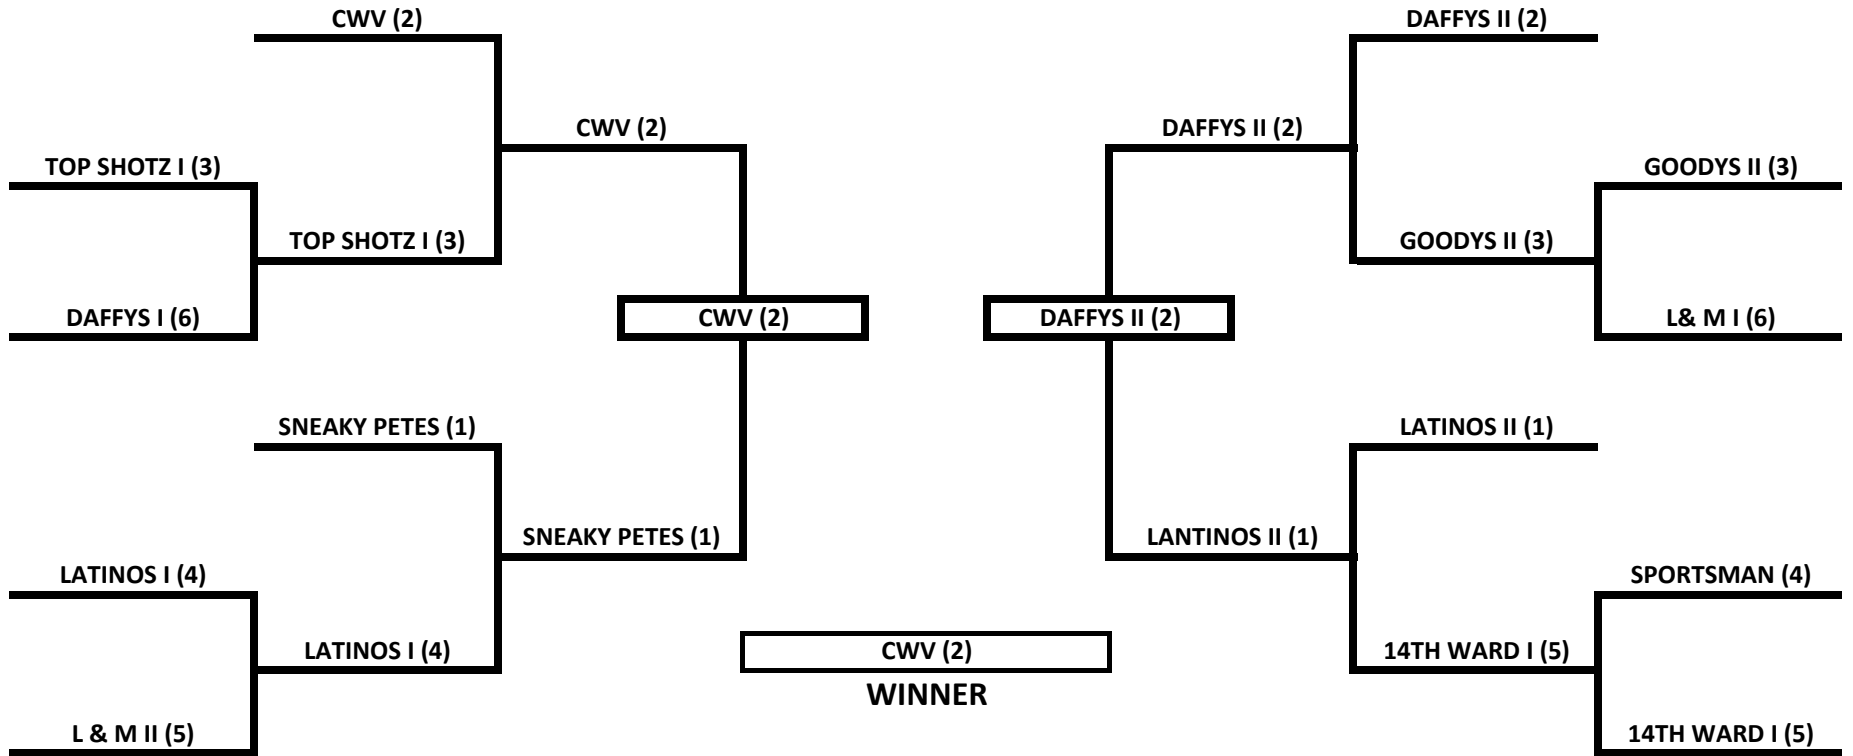 CWV (2)
DAFFYS II (2)
CWV (2)
DAFFYS II (2)
TOP SHOTZ I (3)
GOODYS II (3)
TOP SHOTZ I (3)
GOODYS II (3)
DAFFYS I (6)
CWV (2)
DAFFYS II (2)
L& M I (6)
SNEAKY PETES (1)
LATINOS II (1)
SNEAKY PETES (1)
LANTINOS II (1)
LATINOS I (4)
SPORTSMAN (4)
LATINOS I (4)
CWV (2)
14TH WARD I (5)
WINNER
L & M II (5)
14TH WARD I (5)